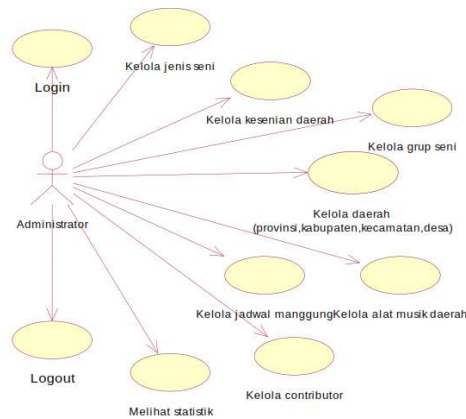 Kelola jenis seni
Login
Kelola kesenian daerah
Kelola grup seni
Kelola daerah
(provinsi,kabupaten,kecamatan,desa)
Administrator
Kelola jadwal manggung
Kelola alat musik daerah
Kelola contributor
Logout
Melihat statistik